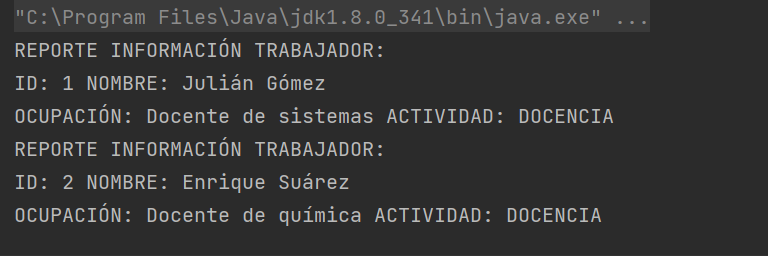 "C:\Program Files\Java\jdk1.8.0_341\bin\java.exe" ...
REPORTE INFORMACIÓN TRABAJADOR:
ID: 1 NOMBRE: Julián Gómez
OCUPACIÓN: Docente de sistemas ACTIVIDAD: DOCENCIA
REPORTE INFORMACIÓN TRABAJADOR:
ID: 2 NOMBRE: Enrique Suárez
OCUPACIÓN: Docente de química ACTIVIDAD: DOCENCIA